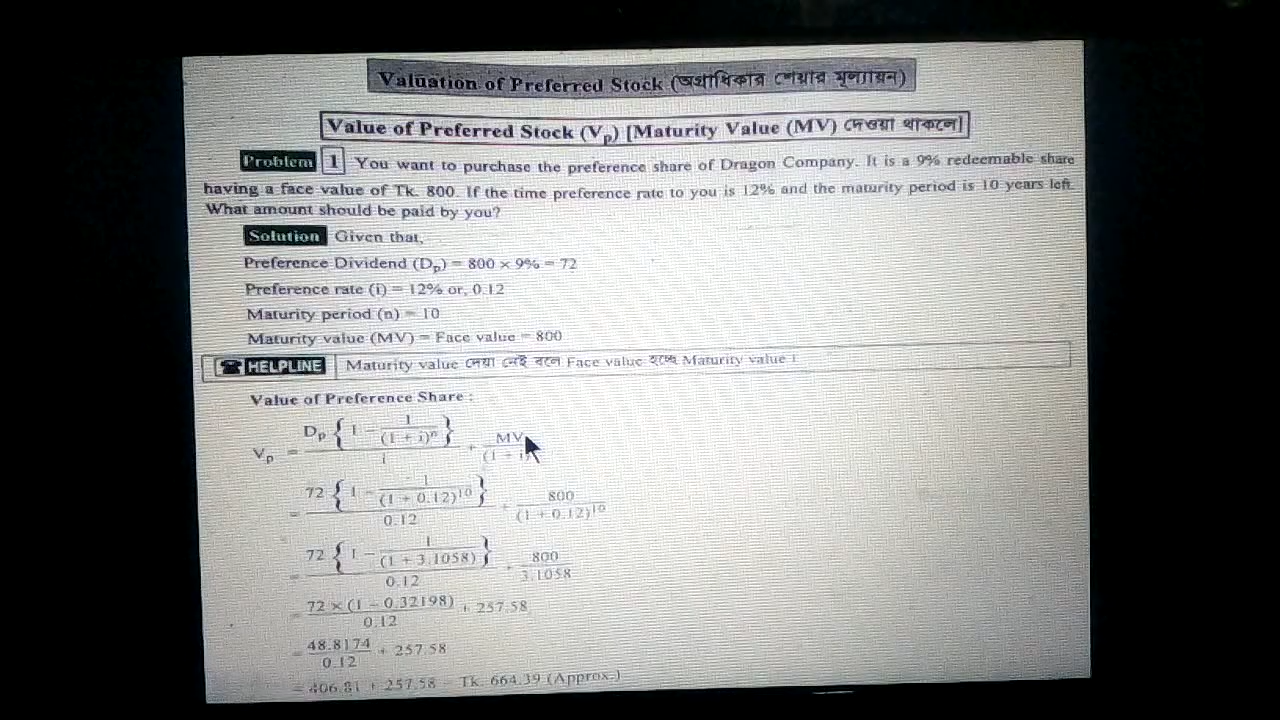 Valuation of Preferred Stock (অগ্রাধিকার শেয়ার মূল্যায়ন)
Value of Preferred Stock (Vp) [Maturity Value (MV) দেওয়া থাকলে]
Problem 1 You want to purchase the preference share of Dragon Company. It is a 9% redeemable share
having a face value of Tk. 800. If the time preference rate to you is 12% and the maturity period is 10 years left.
What amount should be paid by you?
Solution Given that,
Preference Dividend (Dp) = 800 × 9% = 72
Preference rate (i) = 12% or, 0.12
Maturity period (n) = 10
Maturity value (MV) = Face value = 800
HELPLINE Maturity value দেয়া নেই বলে Face value হচ্ছে Maturity value ।
Value of Preference Share :
Vp = Dp { 1 − 1 / (1 + i)^n } / i + MV / (1 + i)
= 72 { 1 − 1 / (1 + 0.12)^10 } / 0.12 + 800 / (1 + 0.12)^10
= 72 { 1 − 1 / (1 + 3.1058) } / 0.12 + 800 / 3.1058
= 72 × (1 − 0.32198) / 0.12 + 257.58
= 48.8174 / 0.12 + 257.58
= 406.81 + 257.58 = Tk. 664.39 (Approx.)